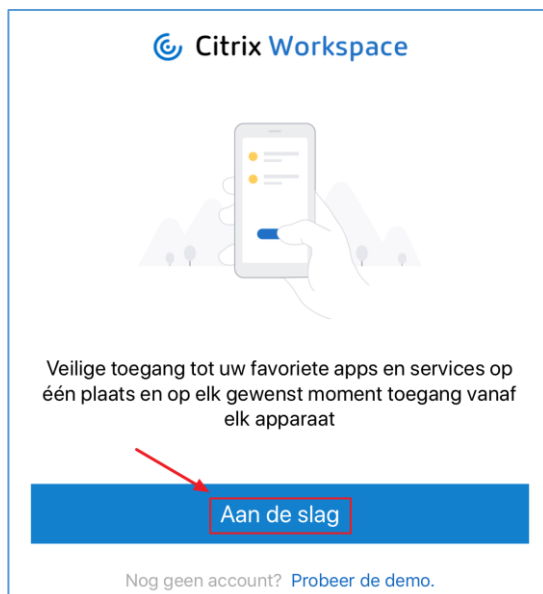 Citrix Workspace
Veilige toegang tot uw favoriete apps en services op
één plaats en op elk gewenst moment toegang vanaf
elk apparaat
Aan de slag
Nog geen account? Probeer de demo.